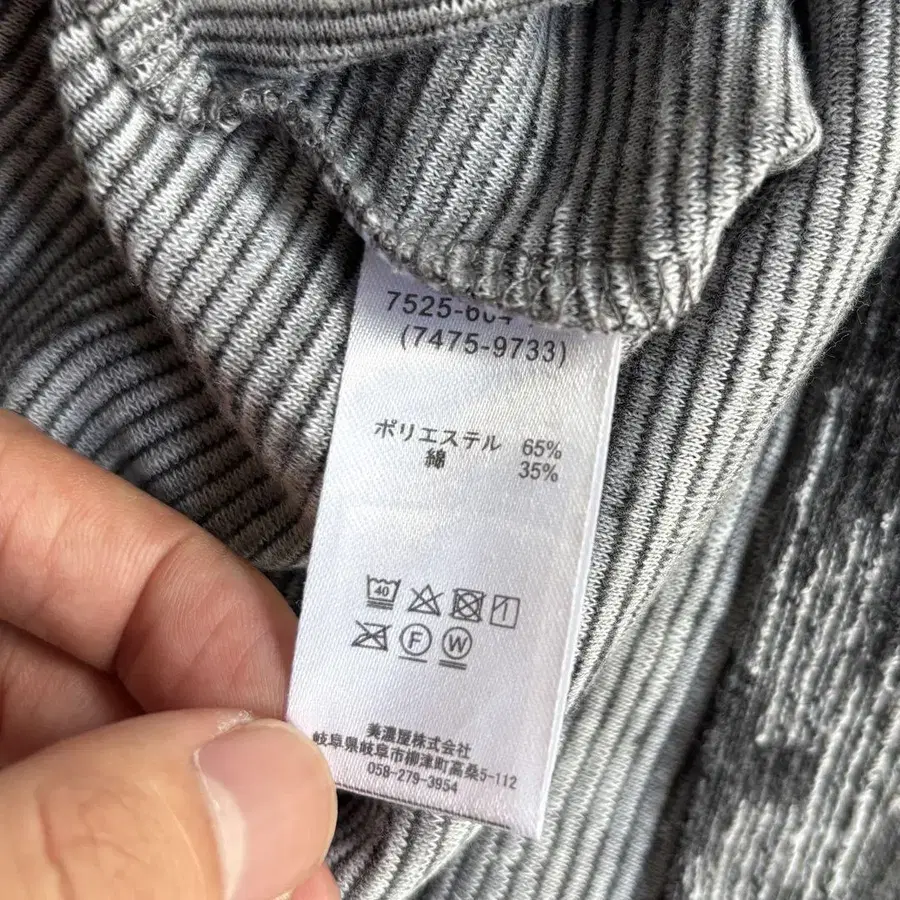 (7475-9733)
ポリエステル 65%
綿 35%
40
F W
美濃屋株式会社
岐阜県岐阜市柳津町高桑5-112
058-279-3954